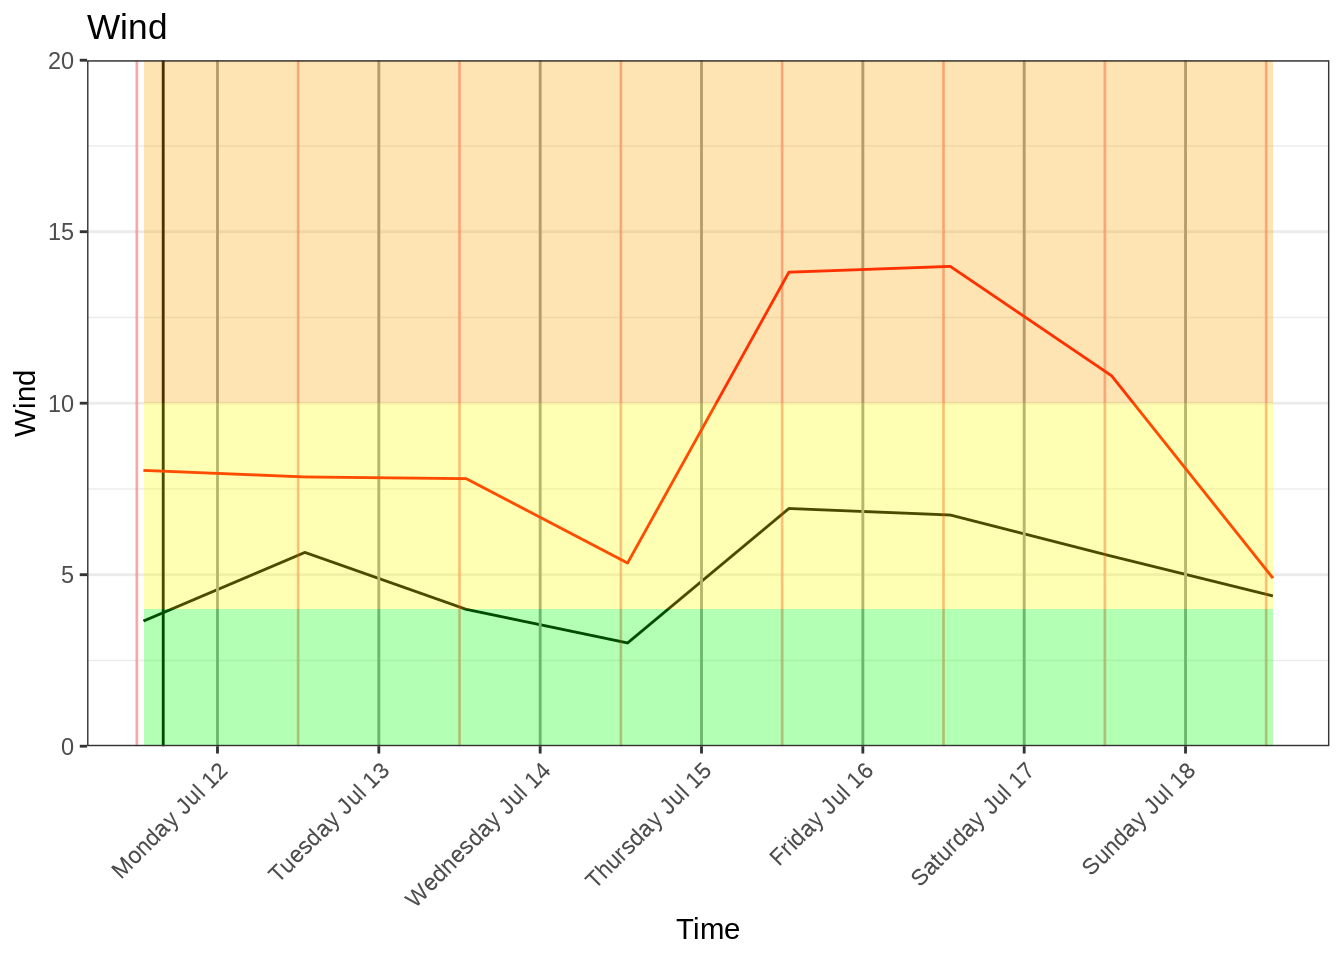 Wind
20
15
10
5
0
Wind
Monday Jul 12
Tuesday Jul 13
Wednesday Jul 14
Thursday Jul 15
Friday Jul 16
Saturday Jul 17
Sunday Jul 18
Time